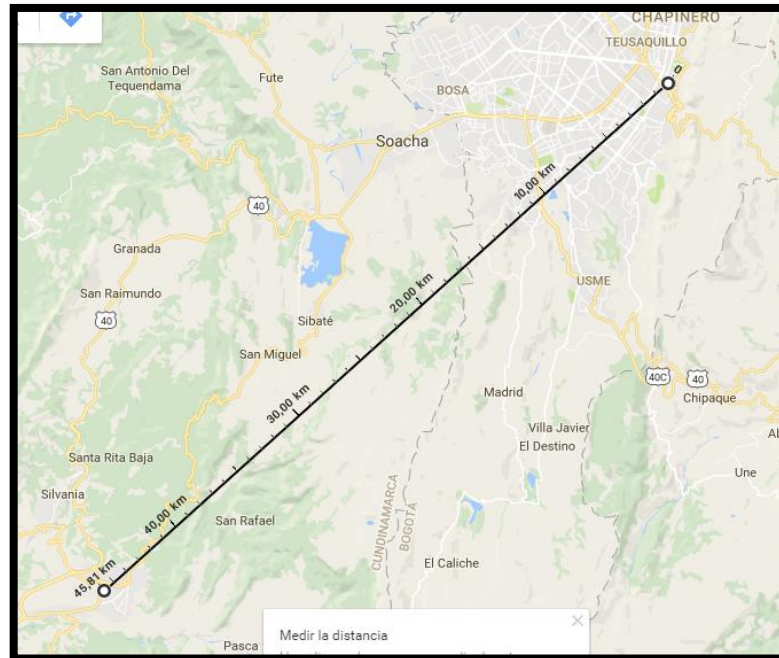 CHAPINERO
TEUSAQUILLO
San Antonio Del
Tequendama
Fute
BOSA
0
Soacha
10,00 km
40
Granada
USME
20,00 km
San Raimundo
40
Sibaté
San Miguel
40C
40
Chipaque
Madrid
30,00 km
Villa Javier
El Destino
Santa Rita Baja
Une
Silvania
40,00 km
San Rafael
CUNDINAMARCA
BOGOTÁ
El Caliche
45,81 km
Pasca
Medir la distancia